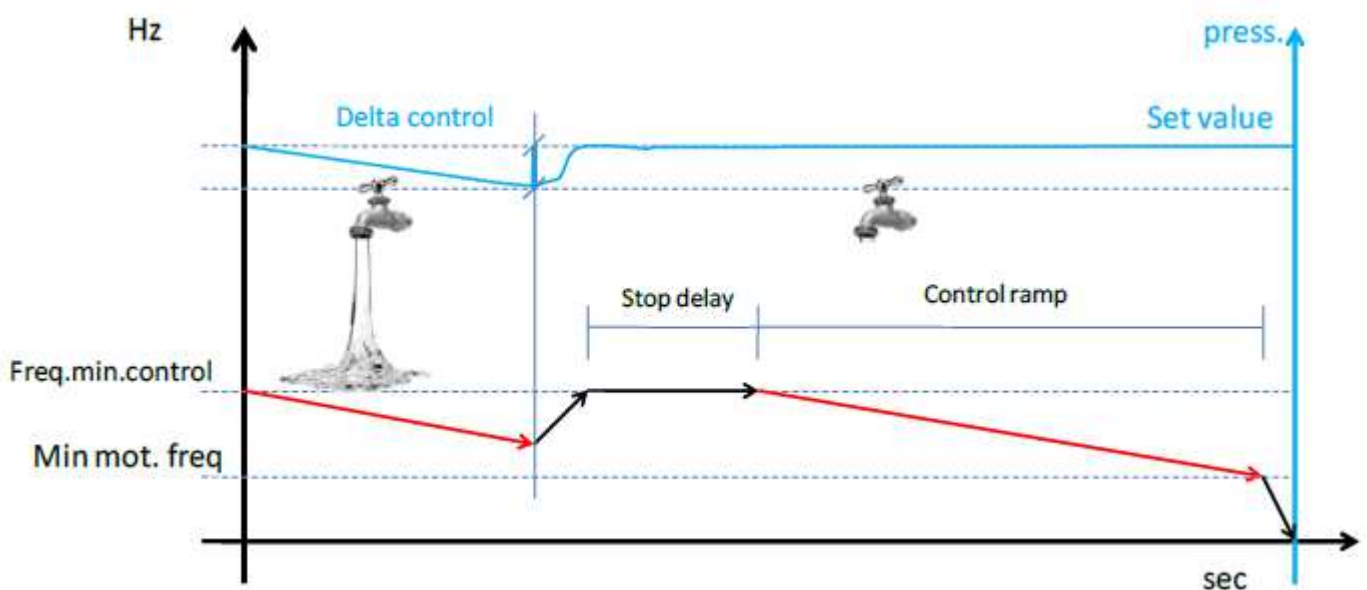 Hz
press.
Delta control
Set value
Stop delay
Control ramp
Freq.min.control
Min mot. freq
sec